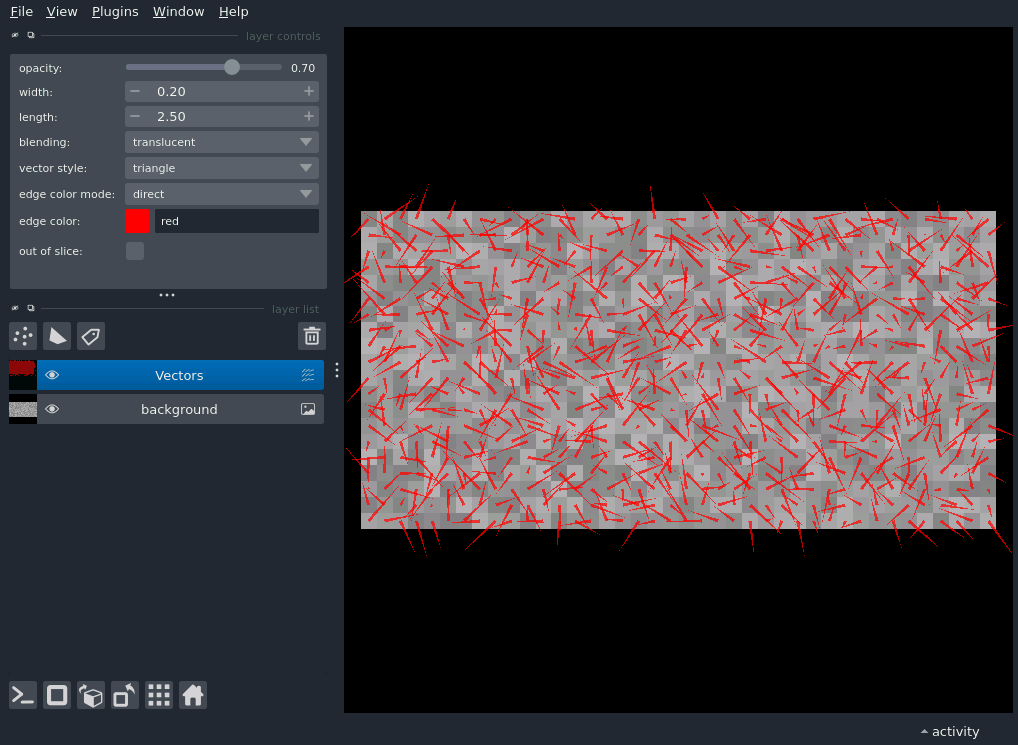 File View Plugins Window Help
layer controls
opacity: 0.70
width: − 0.20 +
length: − 2.50 +
blending: translucent
vector style: triangle
edge color mode: direct
edge color: red
out of slice:
layer list
Vectors
background
activity